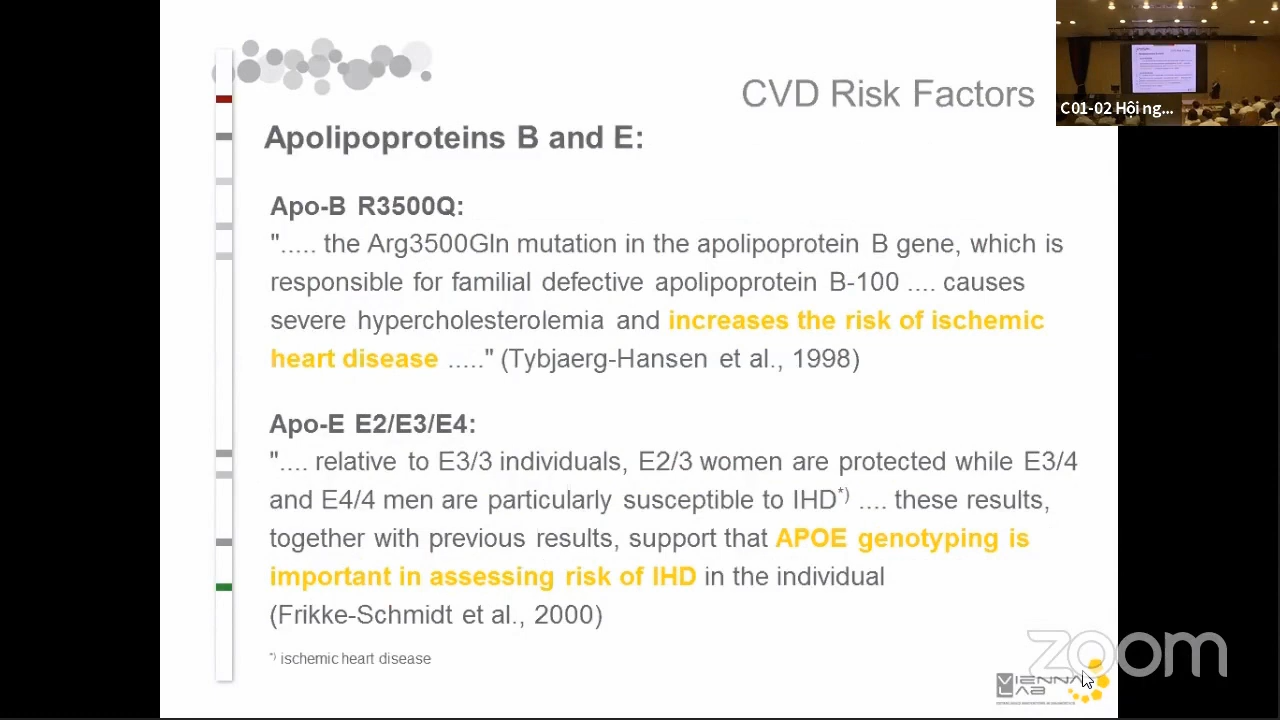 CVD Risk Factors
C01-02 Hội ng...
Apolipoproteins B and E:
Apo-B R3500Q:
"..... the Arg3500Gln mutation in the apolipoprotein B gene, which is
responsible for familial defective apolipoprotein B-100 .... causes
severe hypercholesterolemia and increases the risk of ischemic
heart disease ....." (Tybjaerg-Hansen et al., 1998)
Apo-E E2/E3/E4:
".... relative to E3/3 individuals, E2/3 women are protected while E3/4
and E4/4 men are particularly susceptible to IHD*) .... these results,
together with previous results, support that APOE genotyping is
important in assessing risk of IHD in the individual
(Frikke-Schmidt et al., 2000)
*) ischemic heart disease
zoom
VIENNA
LAB